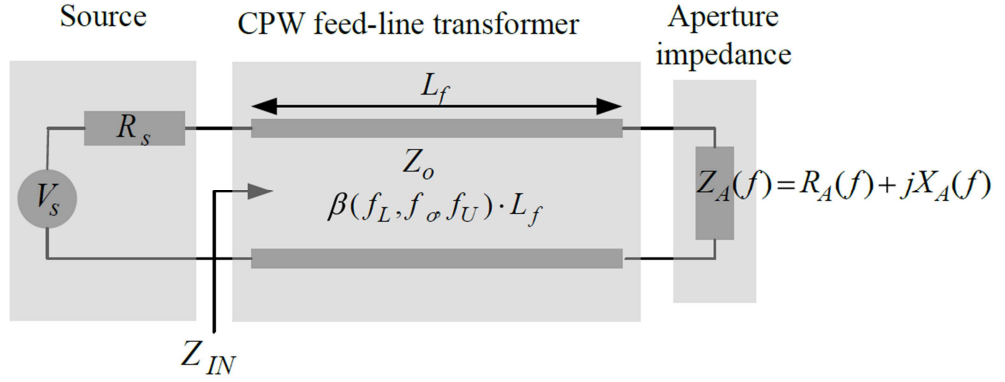 Source
CPW feed-line transformer
Aperture
impedance
L_f
R_s
Z_o
V_s
Z_A(f)=R_A(f)+jX_A(f)
β(f_L,f_o,f_U)·L_f
Z_IN